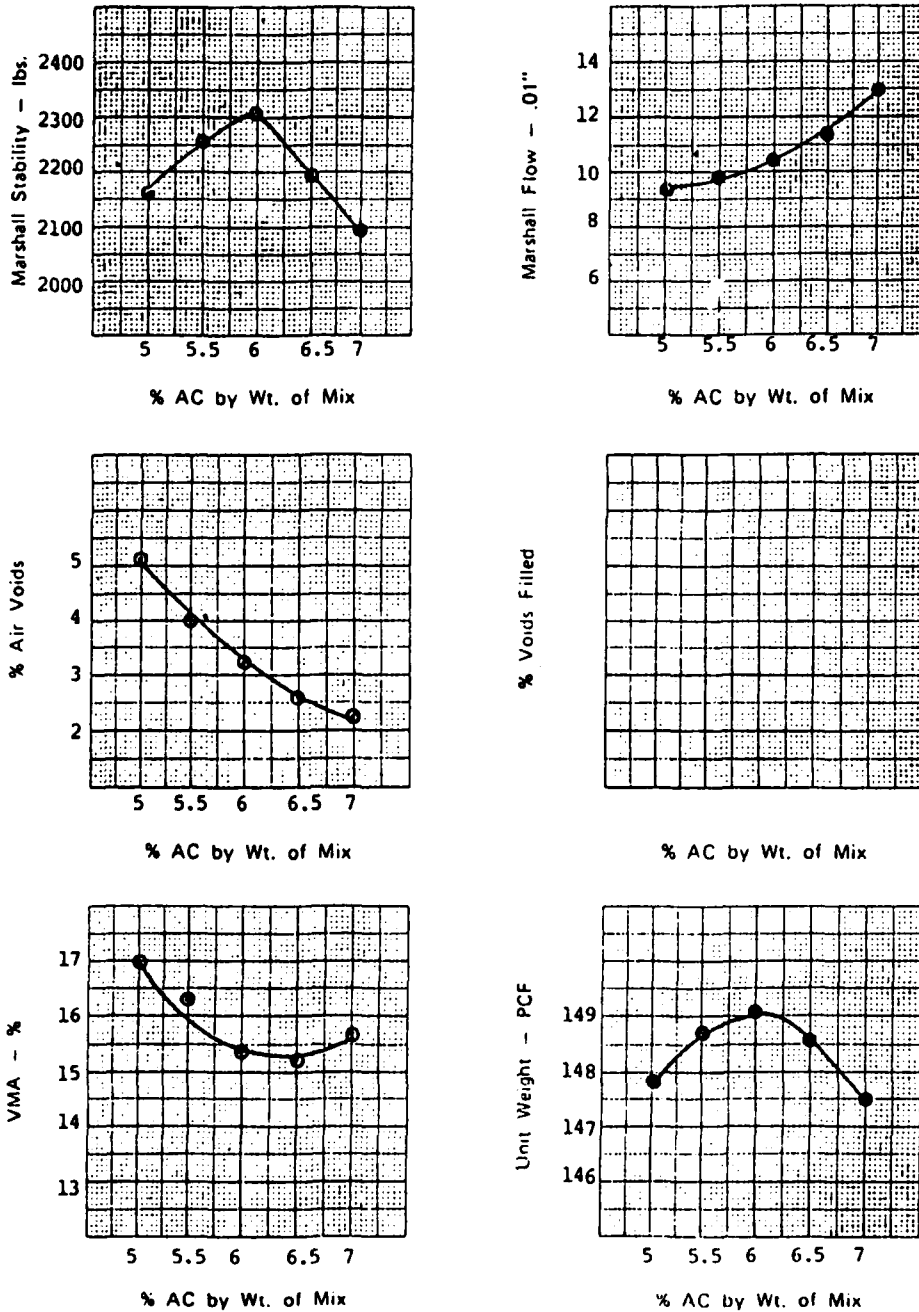 Marshall Stability – lbs.
2400
2300
2200
2100
2000
5 5.5 6 6.5 7
% AC by Wt. of Mix
Marshall Flow – .01"
14
12
10
8
6
5 5.5 6 6.5 7
% AC by Wt. of Mix
% Air Voids
5
4
3
2
5 5.5 6 6.5 7
% AC by Wt. of Mix
% Voids Filled
% AC by Wt. of Mix
VMA – %
17
16
15
14
13
5 5.5 6 6.5 7
% AC by Wt. of Mix
Unit Weight – PCF
149
148
147
146
5 5.5 6 6.5 7
% AC by Wt. of Mix